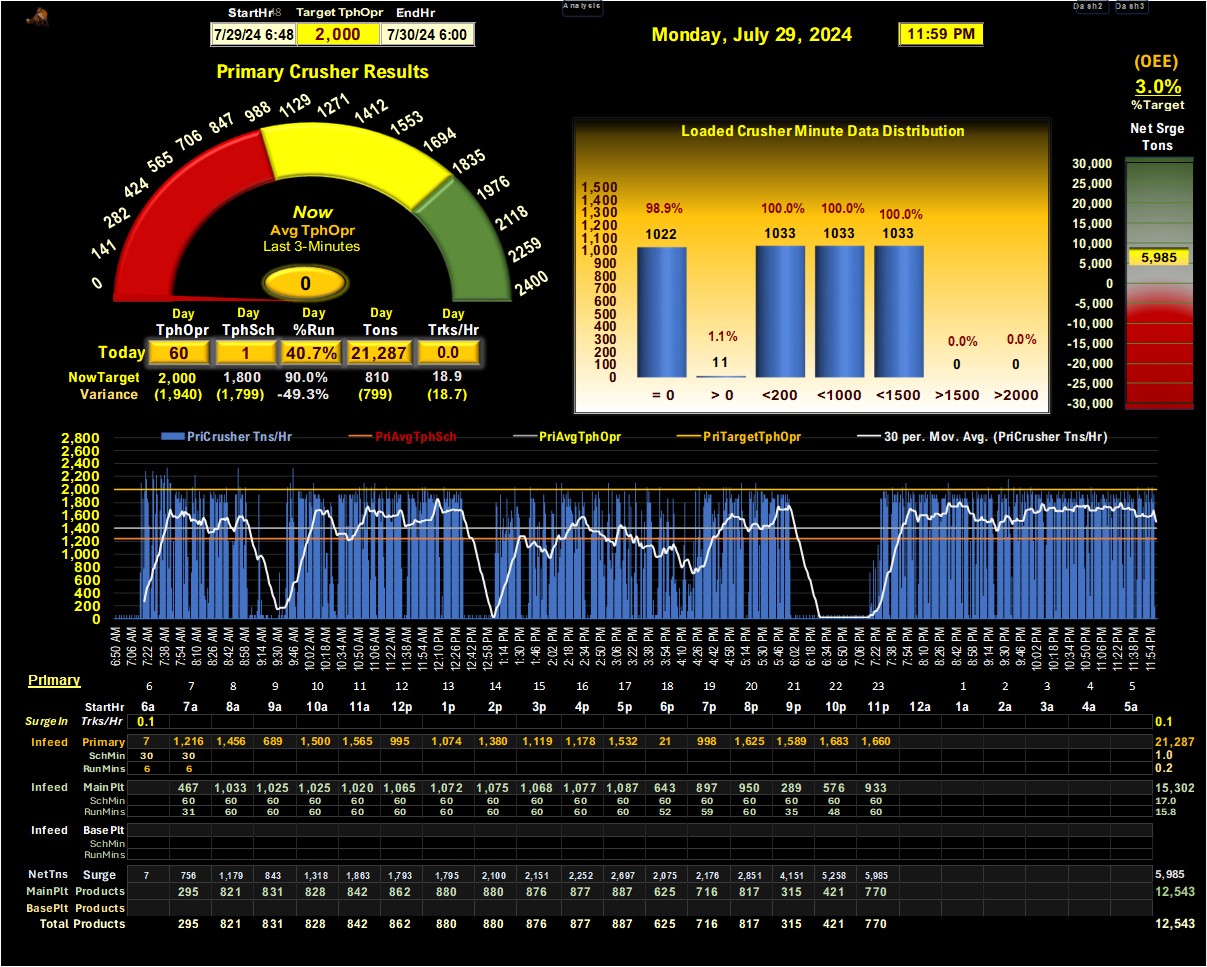 Analysis
Dash2 Dash3
StartHr Target TphOpr EndHr
7/29/24 6:48 2,000 7/30/24 6:00
Monday, July 29, 2024 11:59 PM
Primary Crusher Results
0 141 282 424 565 706 847 988 1129 1271 1412 1553 1694 1835 1976 2118 2259 2400
Now
Avg TphOpr
Last 3-Minutes
0
Day Day Day Day Day
TphOpr TphSch %Run Tons Trks/Hr
Today 60 1 40.7% 21,287 0.0
NowTarget 2,000 1,800 90.0% 810 18.9
Variance (1,940) (1,799) -49.3% (799) (18.7)
Loaded Crusher Minute Data Distribution
1,500
1,400
1,300
1,200
1,100
1,000
900
800
700
600
500
400
300
200
100
0
98.9% 1.1% 100.0% 100.0% 100.0% 0.0% 0.0%
1022 11 1033 1033 1033 0 0
= 0 > 0 <200 <1000 <1500 >1500 >2000
(OEE)
3.0%
%Target
Net Srge
Tons
30,000
25,000
20,000
15,000
10,000
5,000
0
-5,000
-10,000
-15,000
-20,000
-25,000
-30,000
5,985
PriCrusher Tns/Hr PriAvgTphSch PriAvgTphOpr PriTargetTphOpr 30 per. Mov. Avg. (PriCrusher Tns/Hr)
2,800
2,600
2,400
2,200
2,000
1,800
1,600
1,400
1,200
1,000
800
600
400
200
0
6:50 AM 7:06 AM 7:22 AM 7:38 AM 7:54 AM 8:10 AM 8:26 AM 8:42 AM 8:58 AM 9:14 AM 9:30 AM 9:46 AM 10:02 AM 10:18 AM 10:34 AM 10:50 AM 11:06 AM 11:22 AM 11:38 AM 11:54 AM 12:10 PM 12:26 PM 12:42 PM 12:58 PM 1:14 PM 1:30 PM 1:46 PM 2:02 PM 2:18 PM 2:34 PM 2:50 PM 3:06 PM 3:22 PM 3:38 PM 3:54 PM 4:10 PM 4:26 PM 4:42 PM 4:58 PM 5:14 PM 5:30 PM 5:46 PM 6:02 PM 6:18 PM 6:34 PM 6:50 PM 7:06 PM 7:22 PM 7:38 PM 7:54 PM 8:10 PM 8:26 PM 8:42 PM 8:58 PM 9:14 PM 9:30 PM 9:46 PM 10:02 PM 10:18 PM 10:34 PM 10:50 PM 11:06 PM 11:22 PM 11:38 PM 11:54 PM
Primary
6 7 8 9 10 11 12 13 14 15 16 17 18 19 20 21 22 23 1 2 3 4 5
StartHr 6a 7a 8a 9a 10a 11a 12p 1p 2p 3p 4p 5p 6p 7p 8p 9p 10p 11p 12a 1a 2a 3a 4a 5a
SurgeIn Trks/Hr 0.1 0.1
Infeed Primary 7 1,216 1,456 689 1,500 1,565 995 1,074 1,380 1,119 1,178 1,532 21 998 1,625 1,589 1,683 1,660 21,287
SchMin 30 30 1.0
RunMins 6 6 0.2
Infeed MainPlt 467 1,033 1,025 1,025 1,020 1,065 1,072 1,075 1,068 1,077 1,087 643 897 950 289 576 933 15,302
SchMin 60 60 60 60 60 60 60 60 60 60 60 60 60 60 60 60 60 17.0
RunMins 31 60 60 60 60 60 60 60 60 60 60 52 59 60 35 48 60 15.8
Infeed Base Plt
SchMin
RunMins
NetTns Surge 7 756 1,179 843 1,318 1,863 1,793 1,795 2,100 2,151 2,252 2,697 2,075 2,176 2,851 4,151 5,258 5,985 5,985
MainPlt Products 295 821 831 828 842 862 880 880 876 877 887 625 716 817 315 421 770 12,543
BasePlt Products
Total Products 295 821 831 828 842 862 880 880 876 877 887 625 716 817 315 421 770 12,543